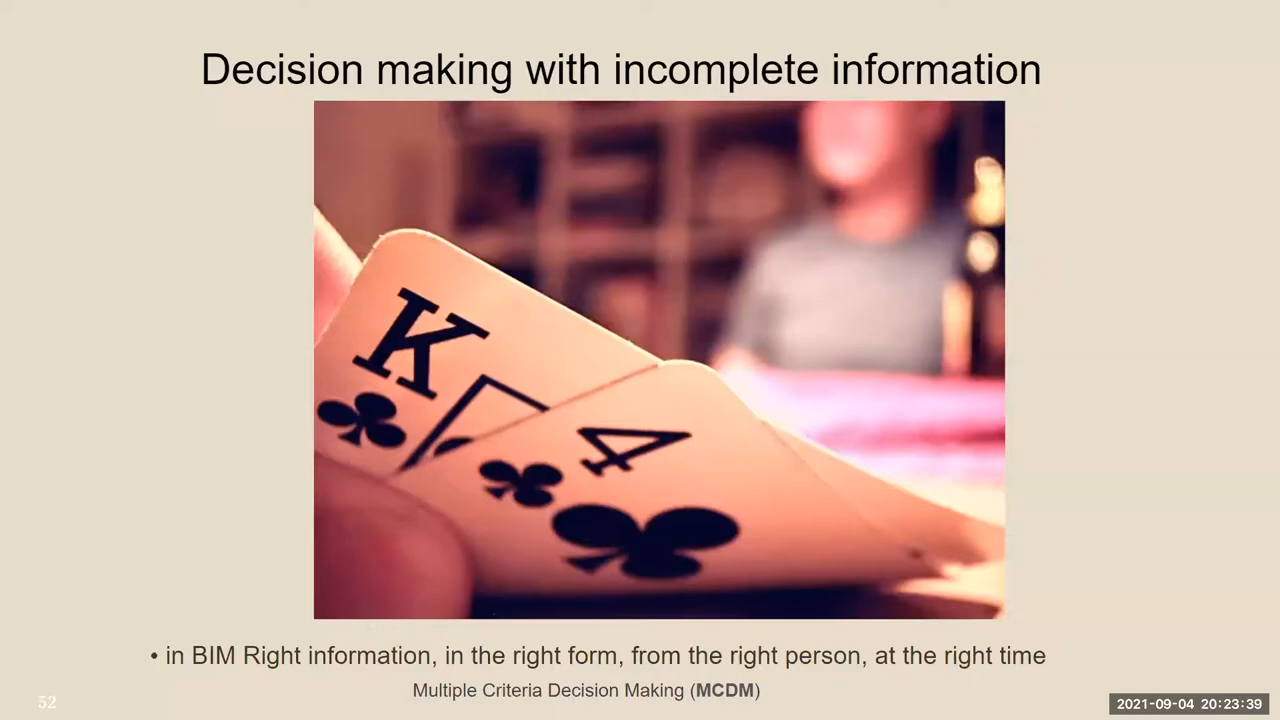 Decision making with incomplete information
K
4
• in BIM Right information, in the right form, from the right person, at the right time
Multiple Criteria Decision Making (MCDM)
52
2021-09-04 20:23:39